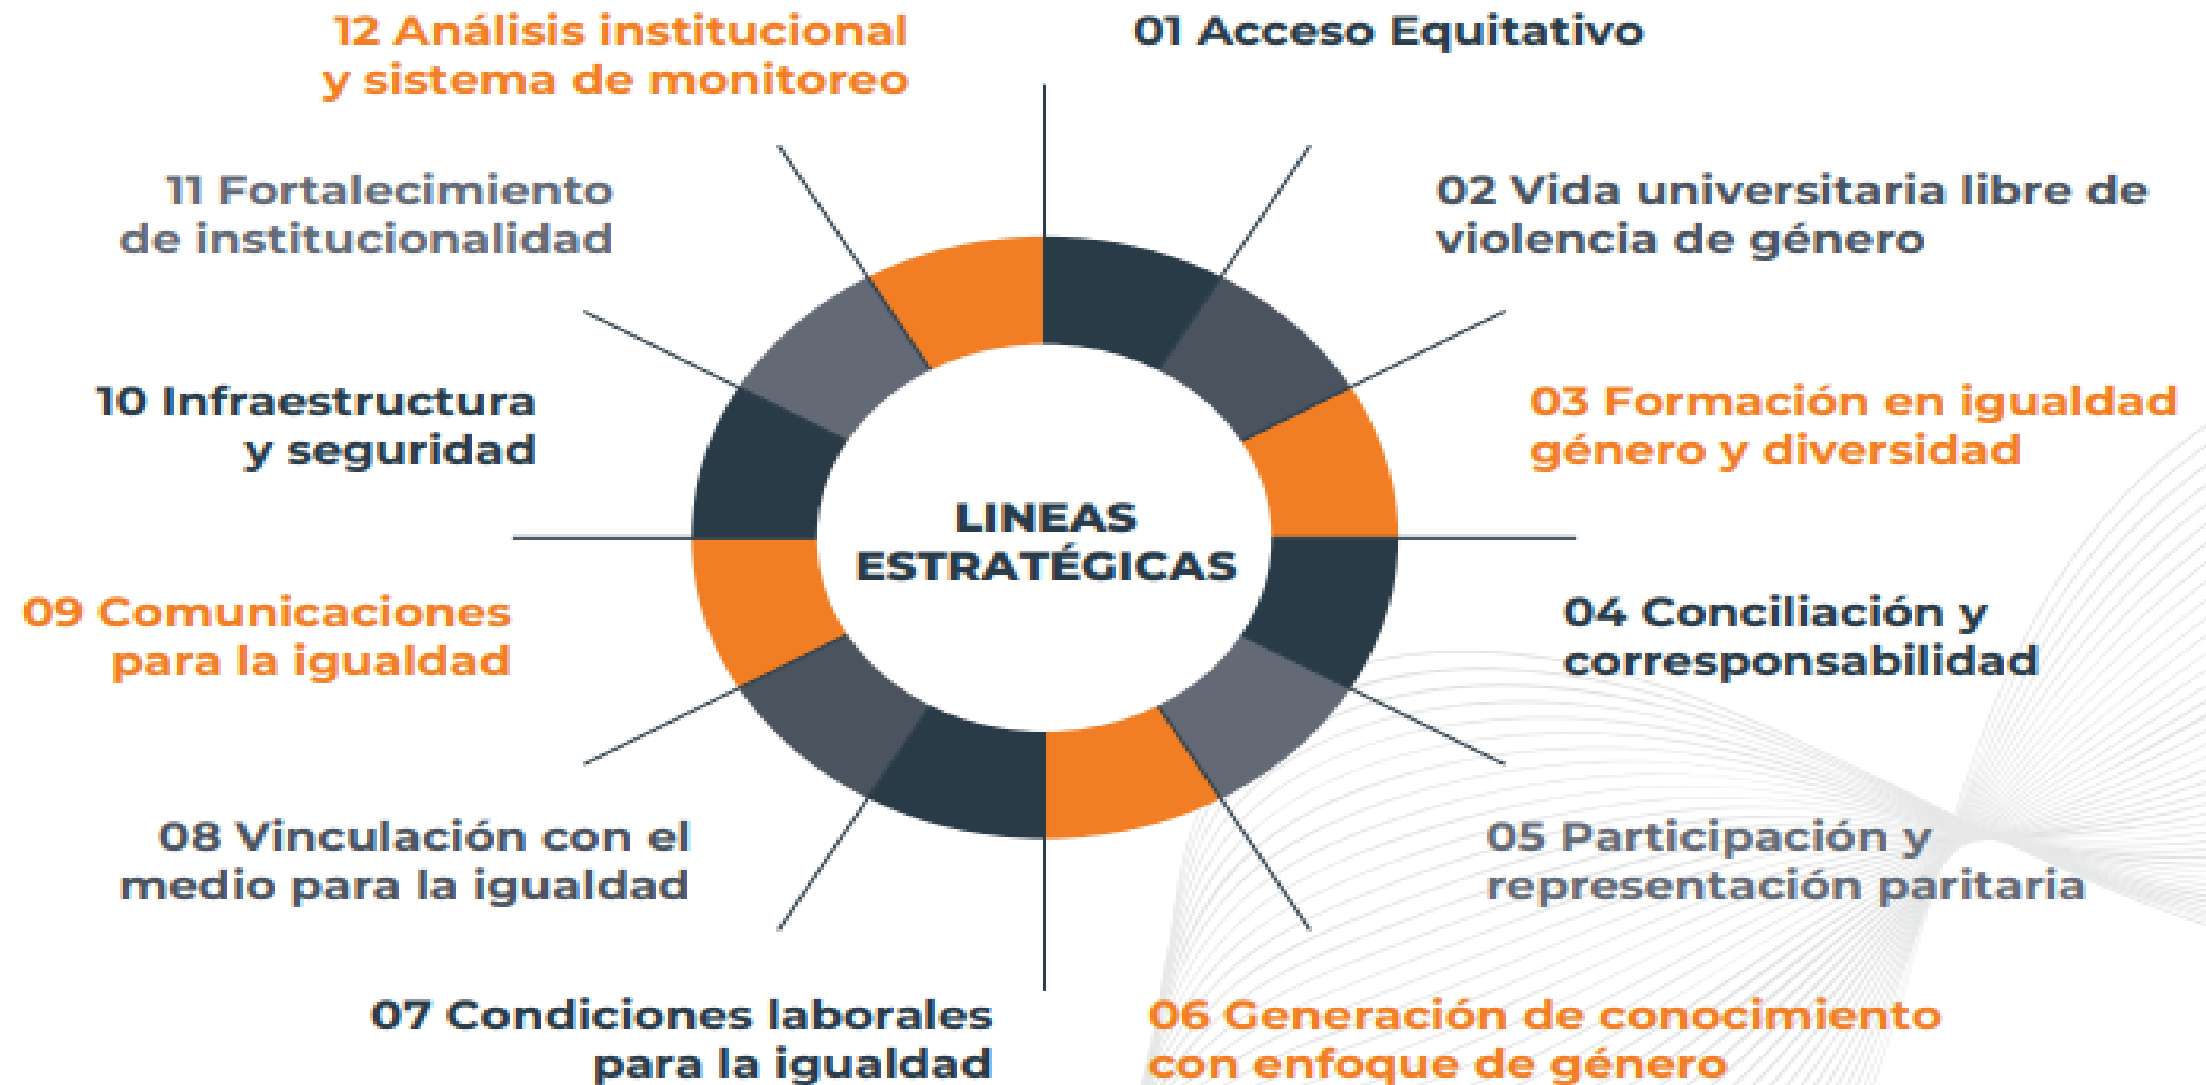 12 Análisis institucional
y sistema de monitoreo
01 Acceso Equitativo
11 Fortalecimiento
de institucionalidad
02 Vida universitaria libre de
violencia de género
10 Infraestructura
y seguridad
03 Formación en igualdad
género y diversidad
LINEAS
ESTRATÉGICAS
09 Comunicaciones
para la igualdad
04 Conciliación y
corresponsabilidad
08 Vinculación con el
medio para la igualdad
05 Participación y
representación paritaria
07 Condiciones laborales
para la igualdad
06 Generación de conocimiento
con enfoque de género